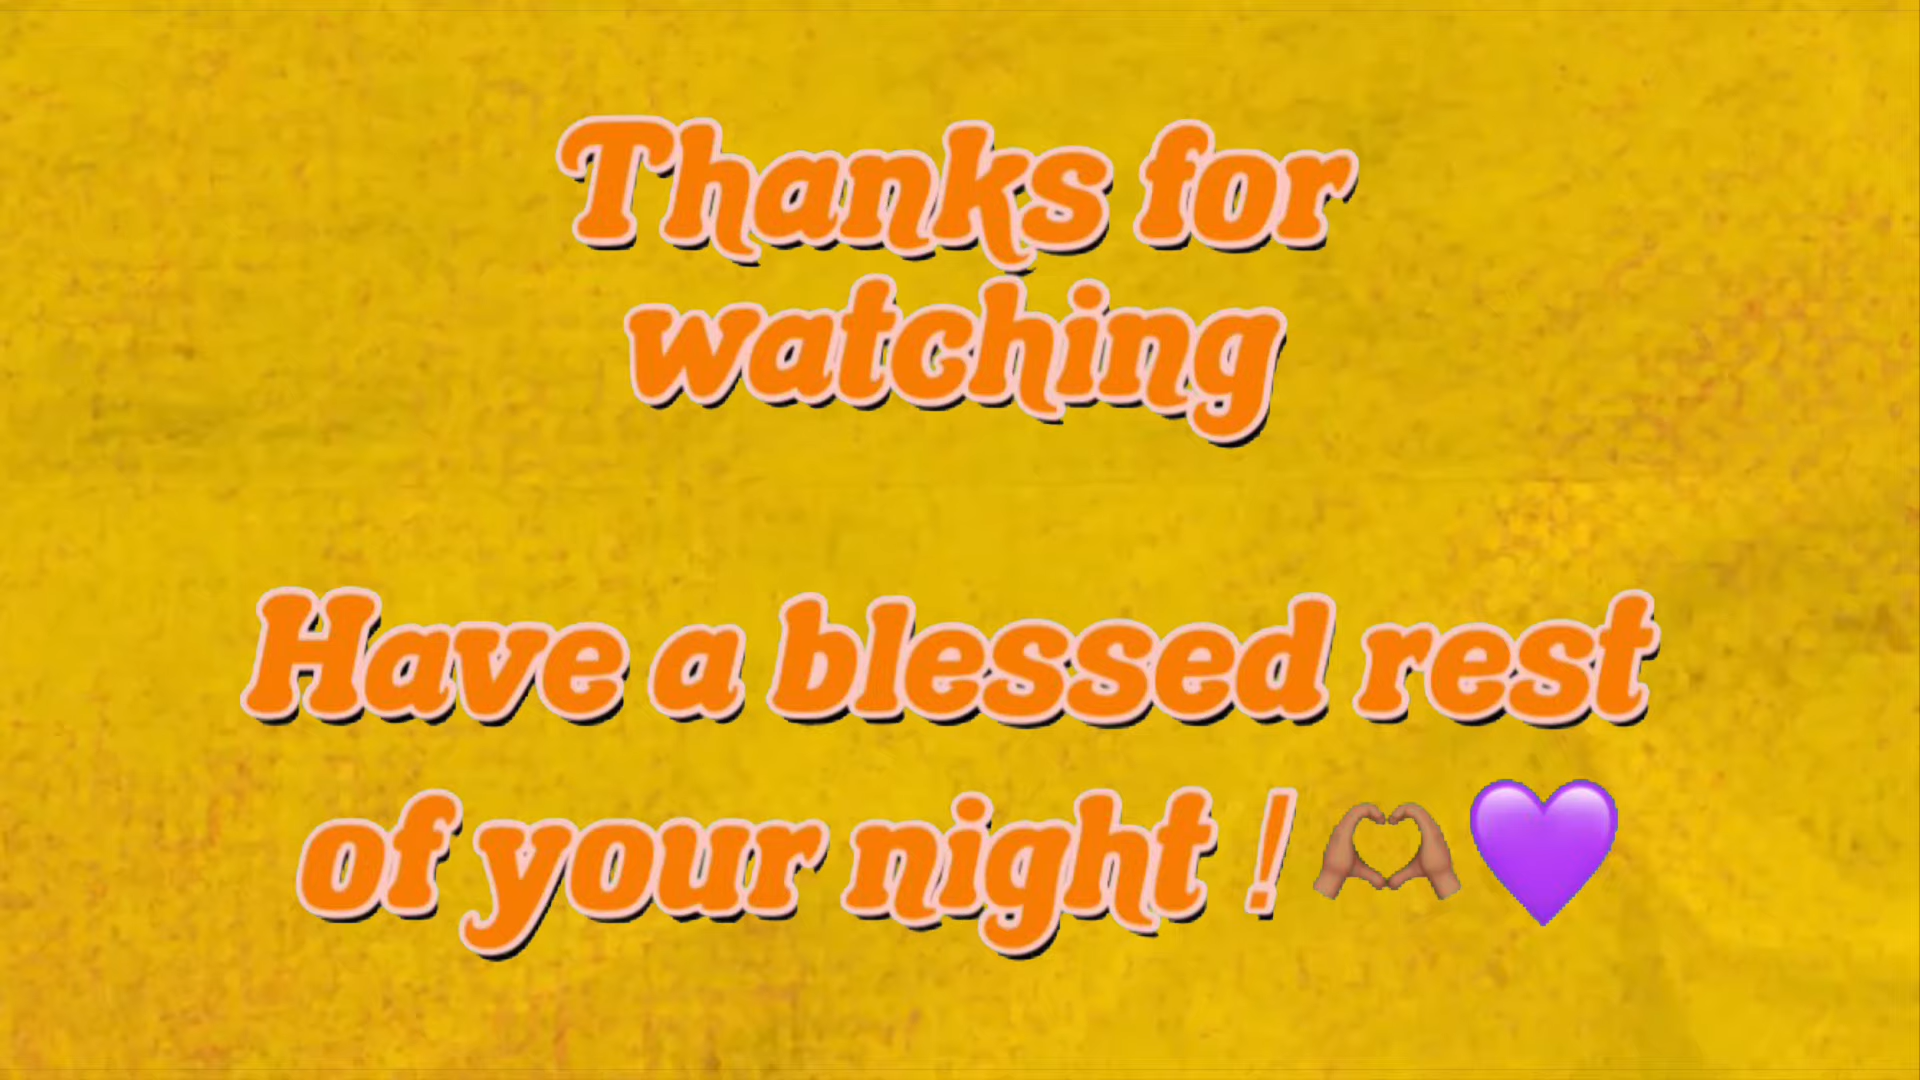 Thanks for
watching
Have a blessed rest
of your night ! 🫶🏽💜